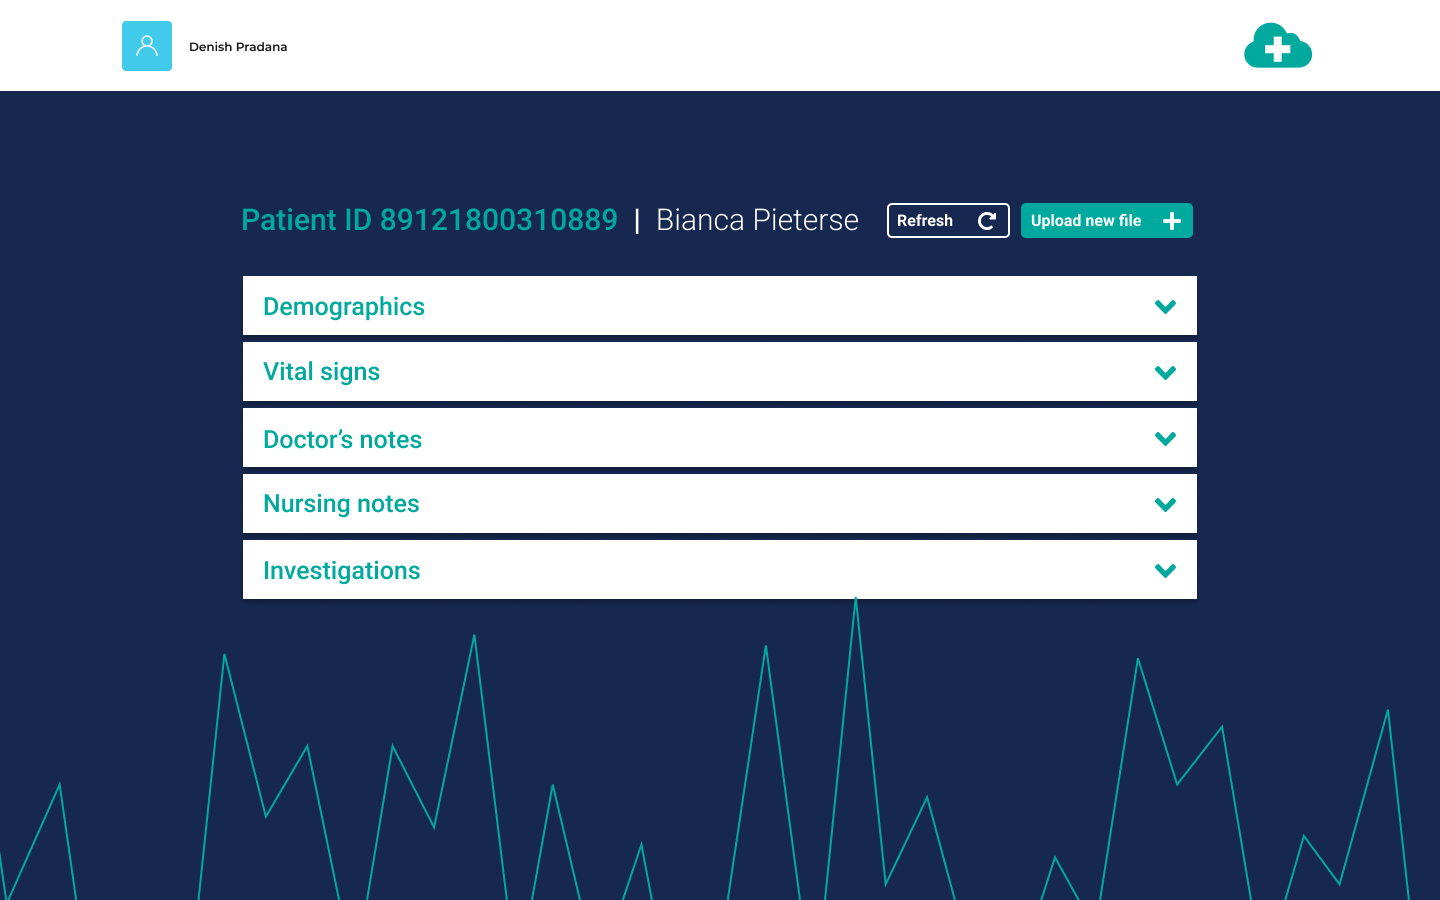 Denish Pradana
Patient ID 89121800310889 | Bianca Pieterse
Refresh
Upload new file
Demographics
Vital signs
Doctor’s notes
Nursing notes
Investigations